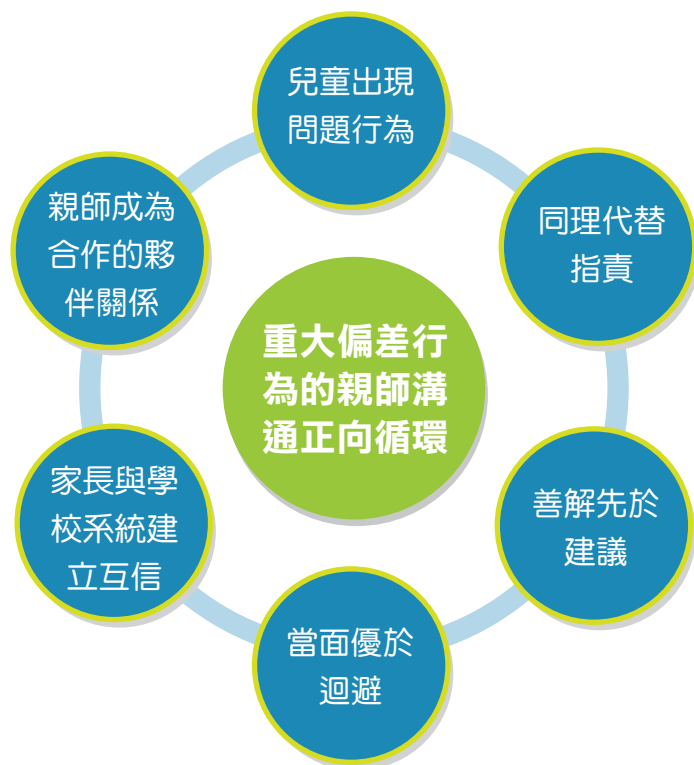 兒童出現
問題行為
同理代替
指責
善解先於
建議
當面優於
迴避
家長與學
校系統建
立互信
親師成為
合作的夥
伴關係
重大偏差行
為的親師溝
通正向循環